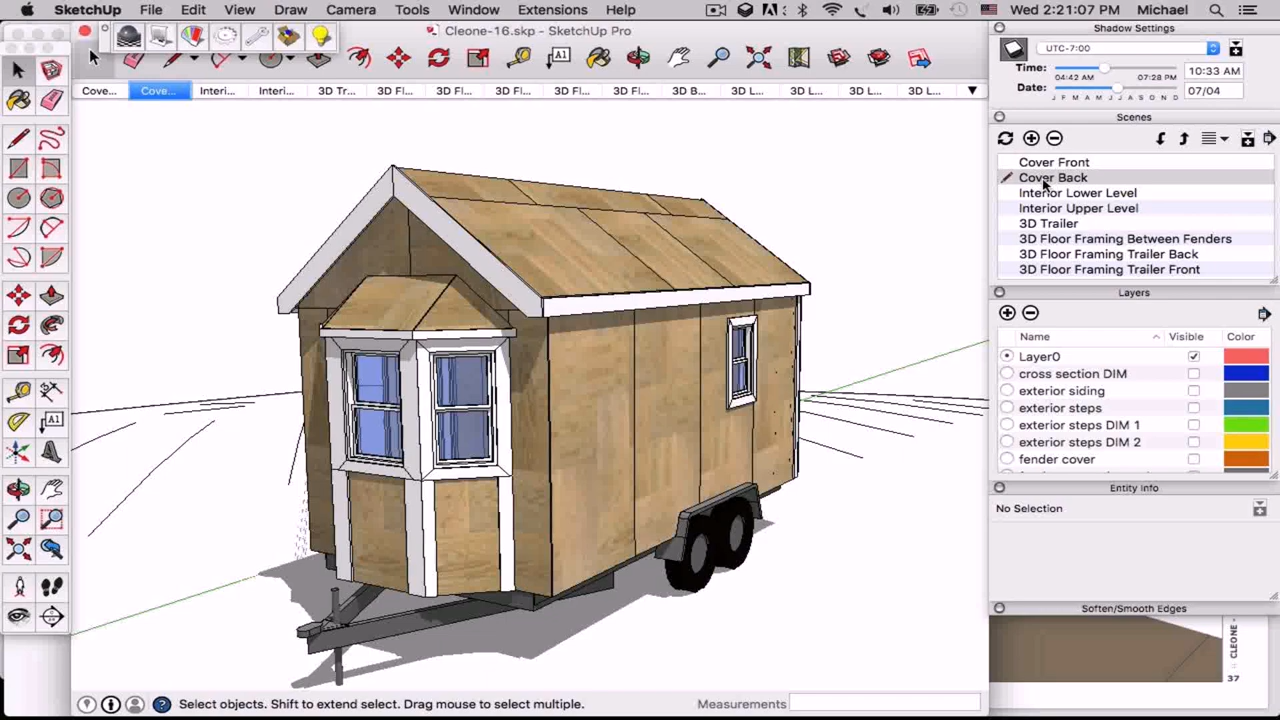 SketchUp File Edit View Draw Camera Tools Window Extensions Help Wed 2:21:07 PM Michael
Cleone-16.skp - SketchUp Pro
A1
Cove... Cove... Interi... Interi... 3D Tr... 3D Fl... 3D Fl... 3D Fl... 3D Fl... 3D Fl... 3D B... 3D L... 3D L... 3D L... 3D L...
A1
Shadow Settings
UTC-7:00
Time:
04:42 AM 07:28 PM
10:33 AM
Date:
J F M A M J J A S O N D
07/04
Scenes
Cover Front
Cover Back
Interior Lower Level
Interior Upper Level
3D Trailer
3D Floor Framing Between Fenders
3D Floor Framing Trailer Back
3D Floor Framing Trailer Front
Layers
Name Visible Color
Layer0
cross section DIM
exterior siding
exterior steps
exterior steps DIM 1
exterior steps DIM 2
fender cover
Entity Info
No Selection
Soften/Smooth Edges
CLEONE -
37
Select objects. Shift to extend select. Drag mouse to select multiple.
Measurements